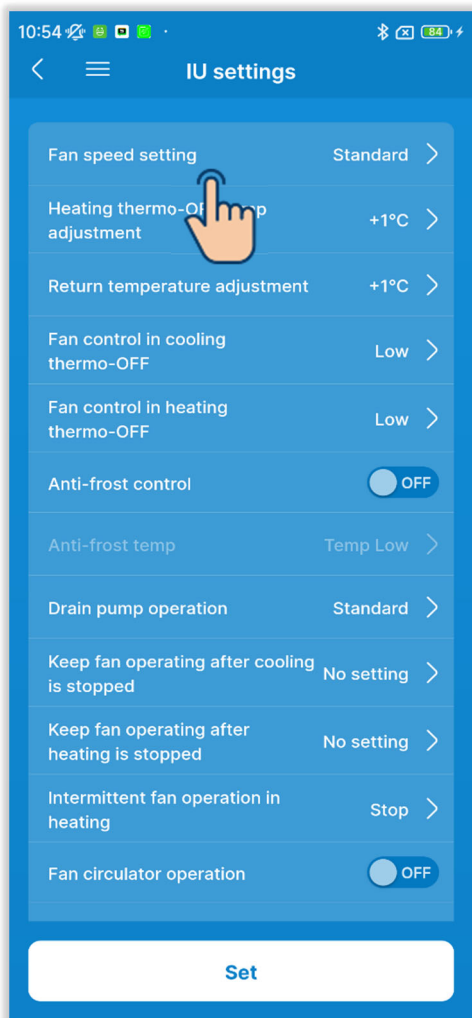 10:54
84
IU settings
Fan speed setting
Standard
Heating thermo-
adjustment
+1°C
Return temperature adjustment
+1°C
Fan control in cooling
thermo-OFF
Low
Fan control in heating
thermo-OFF
Low
Anti-frost control
OFF
Anti-frost temp
Temp Low
Drain pump operation
Standard
Keep fan operating after cooling
is stopped
No setting
Keep fan operating after
heating is stopped
No setting
Intermittent fan operation in
heating
Stop
Fan circulator operation
OFF
Set